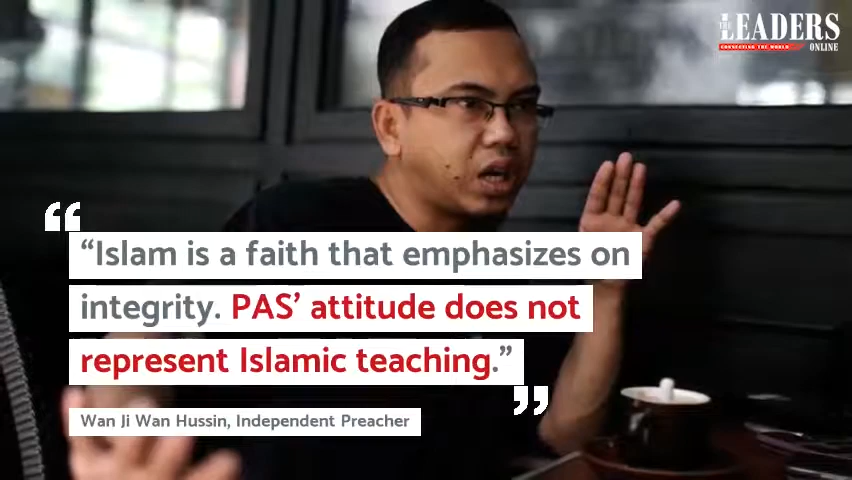 THE LEADERS
CONNECTING THE WORLD
ONLINE
“Islam is a faith that emphasizes on
integrity. PAS’ attitude does not
represent Islamic teaching.”
Wan Ji Wan Hussin, Independent Preacher